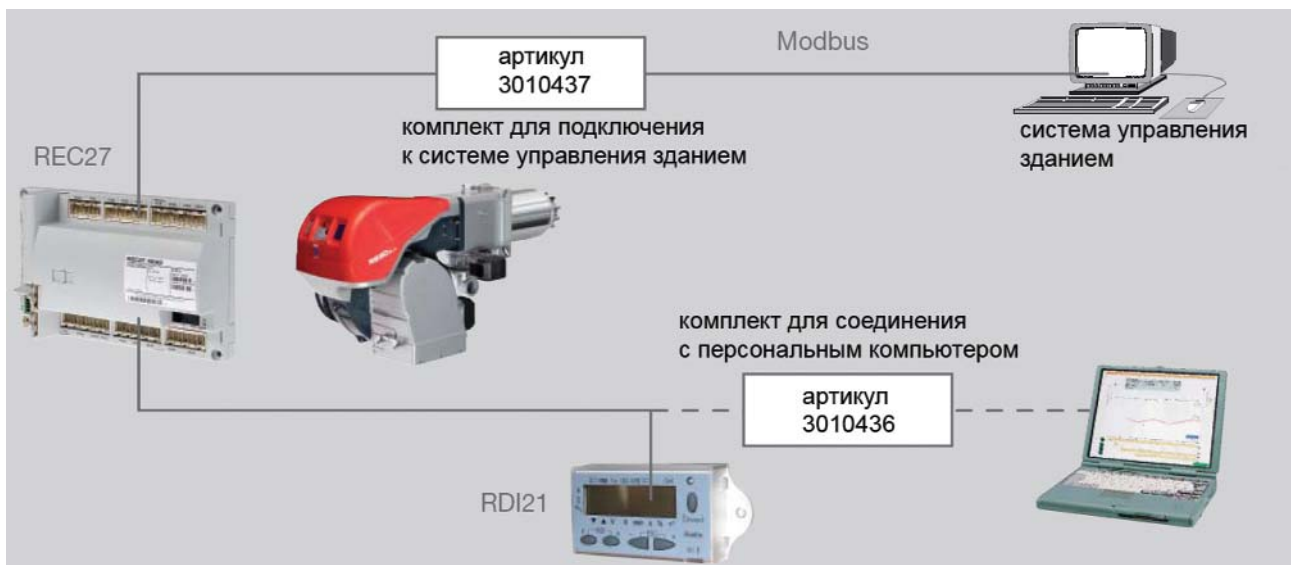 артикул
3010437
Modbus
комплект для подключения
к системе управления зданием
система управления
зданием
REC27
комплект для соединения
с персональным компьютером
артикул
3010436
RDI21